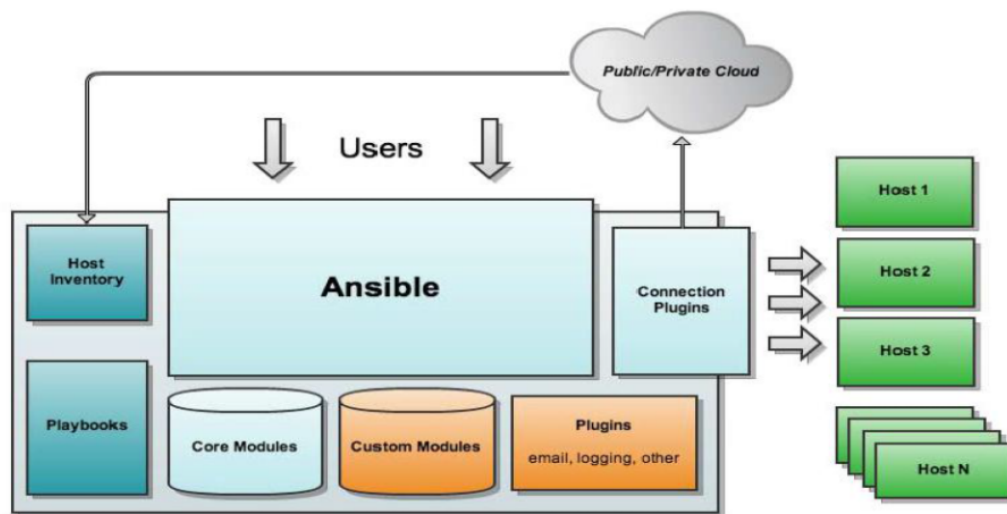 Public/Private Cloud
Users
Host 1
Host
Inventory
Ansible
Connection
Plugins
Host 2
Host 3
Playbooks
Core Modules
Custom Modules
Plugins
email, logging, other
Host N